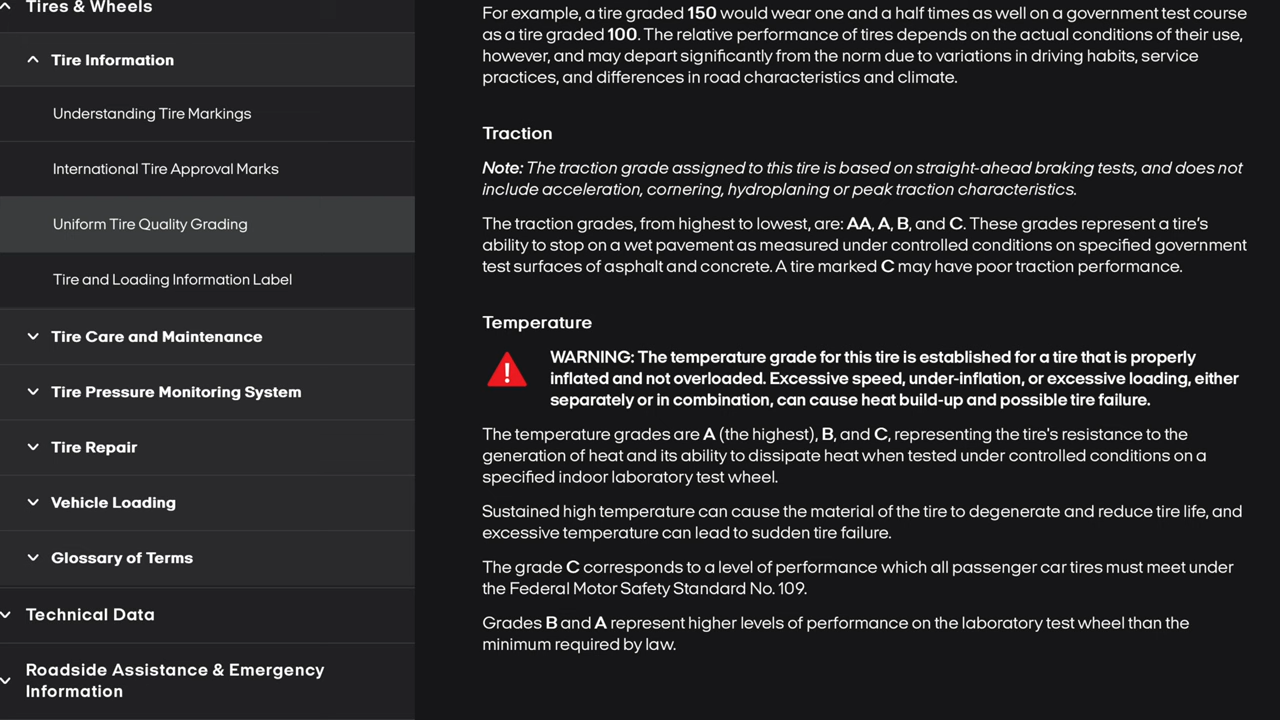 Tires & Wheels
Tire Information
Understanding Tire Markings
International Tire Approval Marks
Uniform Tire Quality Grading
Tire and Loading Information Label
Tire Care and Maintenance
Tire Pressure Monitoring System
Tire Repair
Vehicle Loading
Glossary of Terms
Technical Data
Roadside Assistance & Emergency
Information
For example, a tire graded 150 would wear one and a half times as well on a government test course
as a tire graded 100. The relative performance of tires depends on the actual conditions of their use,
however, and may depart significantly from the norm due to variations in driving habits, service
practices, and differences in road characteristics and climate.
Traction
Note: The traction grade assigned to this tire is based on straight-ahead braking tests, and does not
include acceleration, cornering, hydroplaning or peak traction characteristics.
The traction grades, from highest to lowest, are: AA, A, B, and C. These grades represent a tire's
ability to stop on a wet pavement as measured under controlled conditions on specified government
test surfaces of asphalt and concrete. A tire marked C may have poor traction performance.
Temperature
WARNING: The temperature grade for this tire is established for a tire that is properly
inflated and not overloaded. Excessive speed, under-inflation, or excessive loading, either
separately or in combination, can cause heat build-up and possible tire failure.
The temperature grades are A (the highest), B, and C, representing the tire's resistance to the
generation of heat and its ability to dissipate heat when tested under controlled conditions on a
specified indoor laboratory test wheel.
Sustained high temperature can cause the material of the tire to degenerate and reduce tire life, and
excessive temperature can lead to sudden tire failure.
The grade C corresponds to a level of performance which all passenger car tires must meet under
the Federal Motor Safety Standard No. 109.
Grades B and A represent higher levels of performance on the laboratory test wheel than the
minimum required by law.